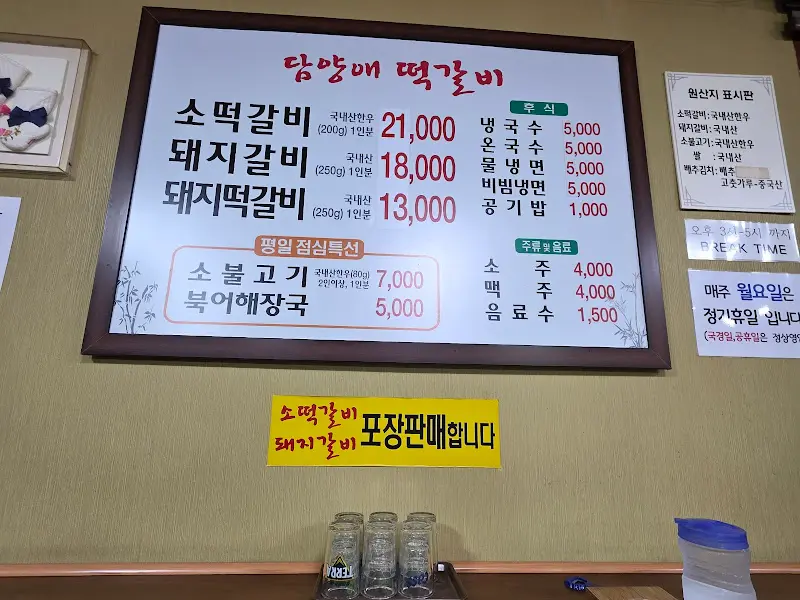 담양애 떡갈비
소떡갈비 국내산한우 (200g) 1인분 21,000
돼지갈비 국내산 (250g) 1인분 18,000
돼지떡갈비 국내산 (250g) 1인분 13,000
평일 점심특선
소불고기 국내산한우(80g) 2인이상, 1인분 7,000
북어해장국 5,000
후식
냉국수 5,000
온국수 5,000
물냉면 5,000
비빔냉면 5,000
공기밥 1,000
주류 및 음료
소주 4,000
맥주 4,000
음료수 1,500
원산지 표시판
소떡갈비:국내산한우
돼지갈비:국내산
소불고기:국내산한우
쌀 :국내산
배추김치:배추
고춧가루-중국산
오후 3시-5시 까지
BREAK TIME
매주 월요일은
정기휴일 입니다
(국경일,공휴일은 정상영업
소떡갈비
돼지갈비 포장판매합니다
TERRA